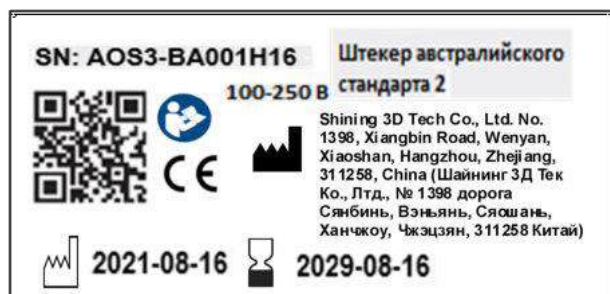 SN: AOS3-BA001H16
Штекер австралийского
стандарта 2
100-250 В
Shining 3D Tech Co., Ltd. No.
1398, Xiangbin Road, Wenyan,
Xiaoshan, Hangzhou, Zhejiang,
311258, China (Шайнинг 3Д Тек
Ко., Лтд., № 1398 дорога
Сянбинь, Вэньянь, Сяошань,
Ханчжоу, Чжэцзян, 311258 Китай)
CE
2021-08-16
2029-08-16